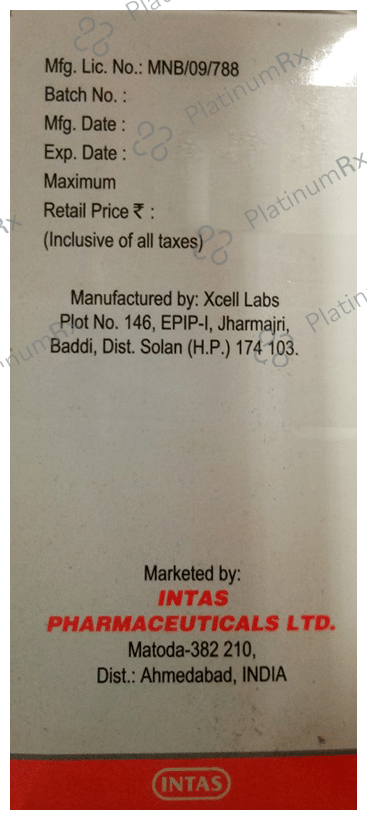 Mfg. Lic. No.: MNB/09/788
Batch No. :
Mfg. Date :
Exp. Date :
Maximum
Retail Price ₹ :
(Inclusive of all taxes)
Manufactured by: Xcell Labs
Plot No. 146, EPIP-I, Jharmajri,
Baddi, Dist. Solan (H.P.) 174 103.
Marketed by:
INTAS
PHARMACEUTICALS LTD.
Matoda-382 210,
Dist.: Ahmedabad, INDIA
INTAS
PlatinumRx
PlatinumRx
PlatinumRx